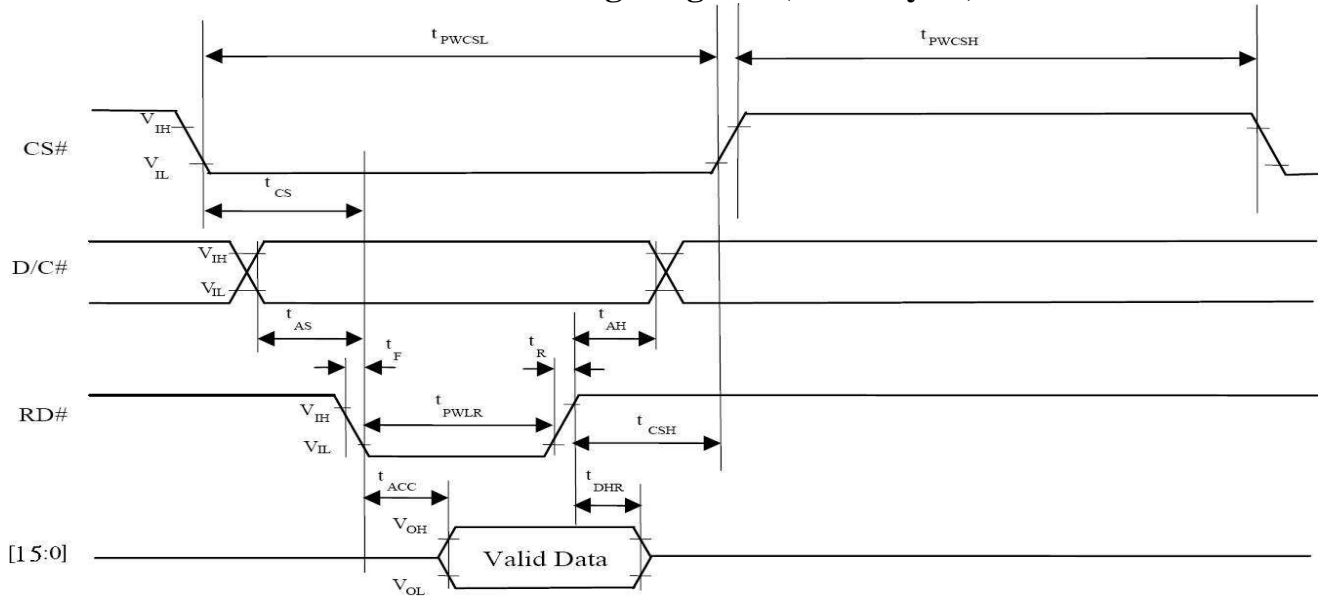 t PWCSL
t PWCSH
V IH
CS#
V IL
t CS
V IH
D/C#
V IL
t AS
t AH
t F
t R
V IH
RD#
t PWLR
V IL
t CSH
t ACC
t DHR
V OH
[15:0]
Valid Data
V OL